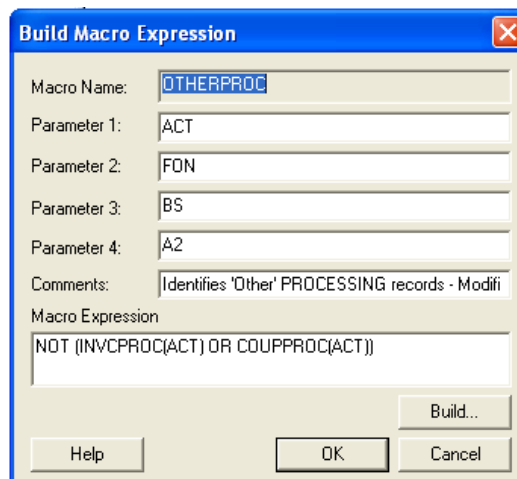 Build Macro Expression
Macro Name: OTHERPROC
Parameter 1: ACT
Parameter 2: FON
Parameter 3: BS
Parameter 4: A2
Comments: Identifies 'Other' PROCESSING records - Modifi
Macro Expression
NOT (INVCPROC(ACT) OR COUPPROC(ACT))
Build...
Help OK Cancel